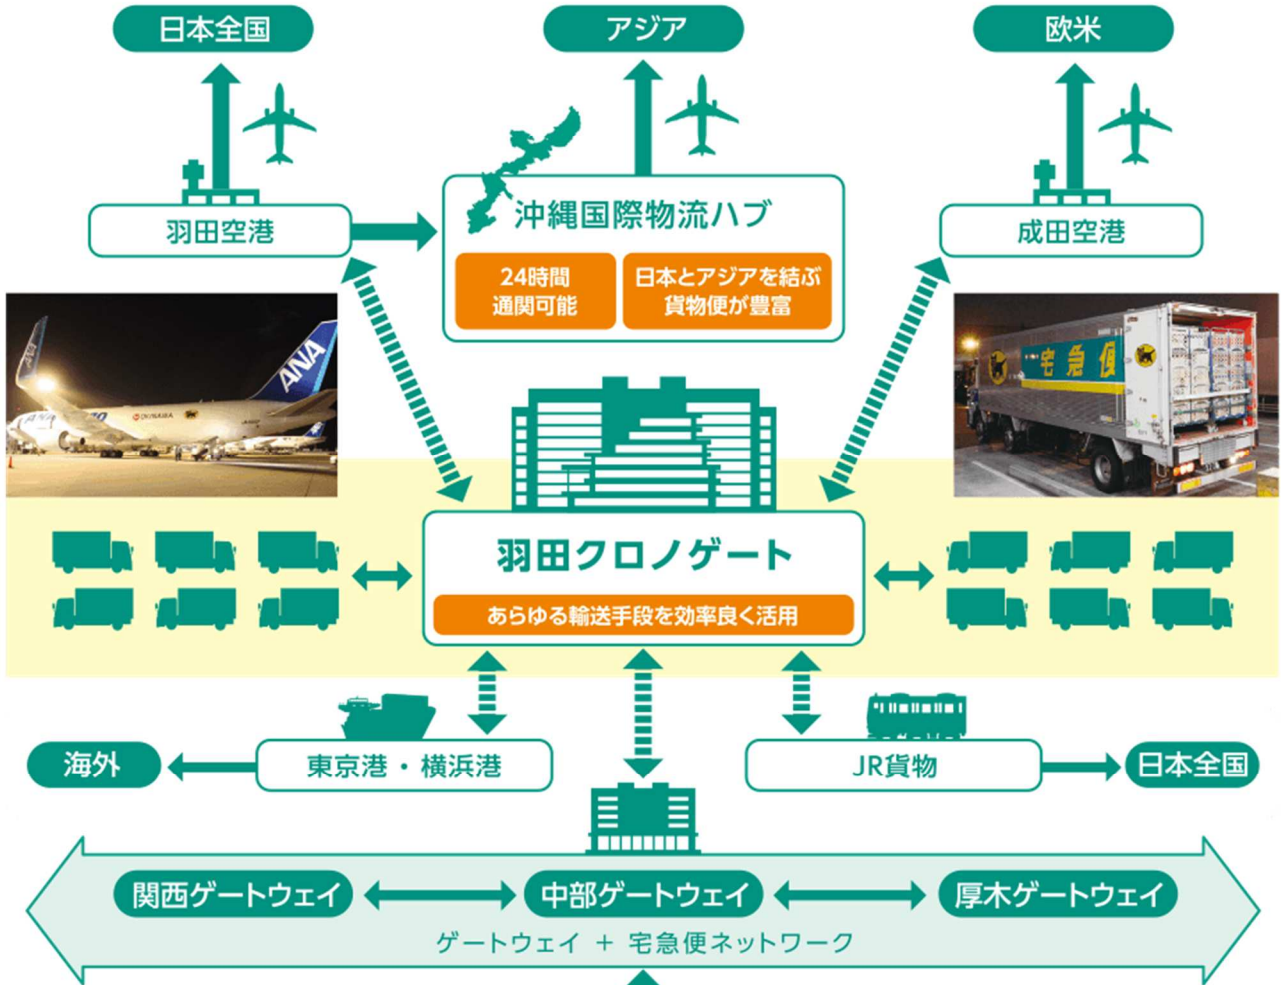 日本全国
アジア
欧米
羽田空港
沖縄国際物流ハブ
成田空港
24時間
通関可能
日本とアジアを結ぶ
貨物便が豊富
ANA
OKINAWA
宅急便
羽田クロノゲート
あらゆる輸送手段を効率良く活用
海外
東京港・横浜港
JR貨物
日本全国
関西ゲートウェイ
中部ゲートウェイ
厚木ゲートウェイ
ゲートウェイ + 宅急便ネットワーク